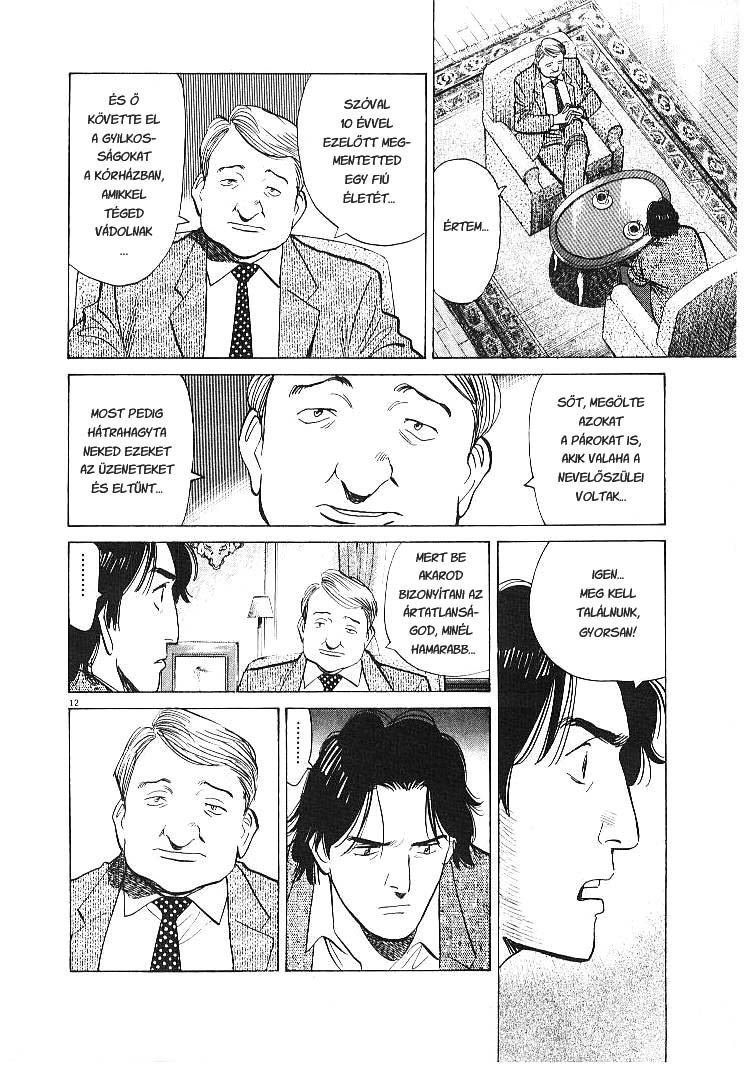 ÉRTEM...
SZÓVAL
10 ÉVVEL
EZELŐTT MEG-
MENTETTED
EGY FIÚ
ÉLETÉT...
ÉS Ő
KÖVETTE EL
A GYILKOS-
SÁGOKAT
A KÓRHÁZBAN,
AMIKKEL
TÉGED
VÁDOLNAK
...
SŐT, MEGÖLTE
AZOKAT
A PÁROKAT IS,
AKIK VALAHA A
NEVELŐSZÜLEI
VOLTAK...
MOST PEDIG
HÁTRAHAGYTA
NEKED EZEKET
AZ ÜZENETEKET
ÉS ELTŰNT...
IGEN...
MEG KELL
TALÁLNUNK,
GYORSAN!
MERT BE
AKAROD
BIZONYÍTANI AZ
ÁRTATLANSÁ-
GOD, MINÉL
HAMARABB...
.........
.........
12